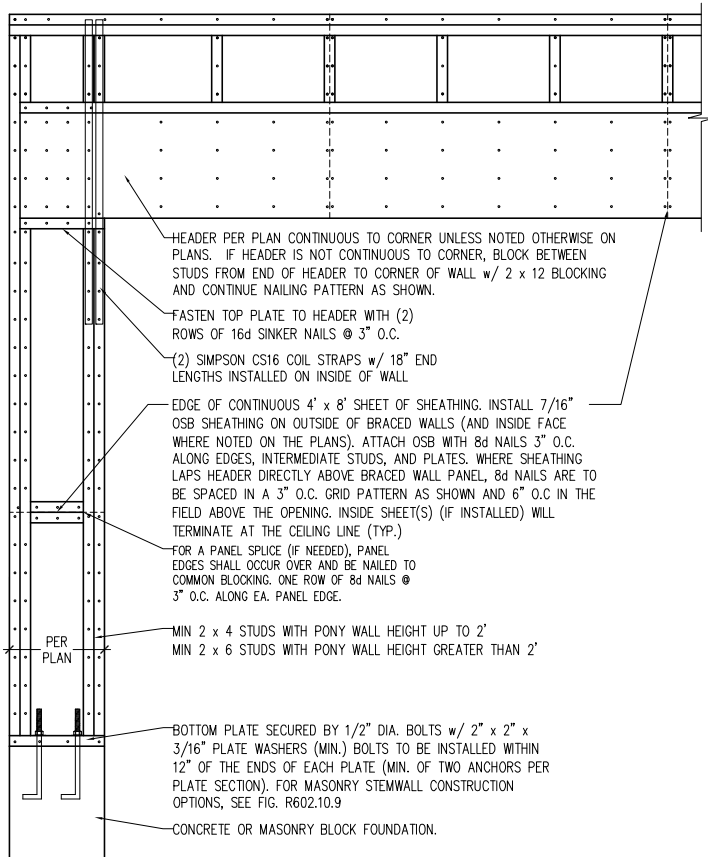 HEADER PER PLAN CONTINUOUS TO CORNER UNLESS NOTED OTHERWISE ON
PLANS. IF HEADER IS NOT CONTINUOUS TO CORNER, BLOCK BETWEEN
STUDS FROM END OF HEADER TO CORNER OF WALL w/ 2 x 12 BLOCKING
AND CONTINUE NAILING PATTERN AS SHOWN.
FASTEN TOP PLATE TO HEADER WITH (2)
ROWS OF 16d SINKER NAILS @ 3" O.C.
(2) SIMPSON CS16 COIL STRAPS w/ 18" END
LENGTHS INSTALLED ON INSIDE OF WALL
EDGE OF CONTINUOUS 4' x 8' SHEET OF SHEATHING. INSTALL 7/16"
OSB SHEATHING ON OUTSIDE OF BRACED WALLS (AND INSIDE FACE
WHERE NOTED ON THE PLANS). ATTACH OSB WITH 8d NAILS 3" O.C.
ALONG EDGES, INTERMEDIATE STUDS, AND PLATES. WHERE SHEATHING
LAPS HEADER DIRECTLY ABOVE BRACED WALL PANEL, 8d NAILS ARE TO
BE SPACED IN A 3" O.C. GRID PATTERN AS SHOWN AND 6" O.C IN THE
FIELD ABOVE THE OPENING. INSIDE SHEET(S) (IF INSTALLED) WILL
TERMINATE AT THE CEILING LINE (TYP.)
FOR A PANEL SPLICE (IF NEEDED), PANEL
EDGES SHALL OCCUR OVER AND BE NAILED TO
COMMON BLOCKING. ONE ROW OF 8d NAILS @
3" O.C. ALONG EA. PANEL EDGE.
PER
PLAN
MIN 2 x 4 STUDS WITH PONY WALL HEIGHT UP TO 2'
MIN 2 x 6 STUDS WITH PONY WALL HEIGHT GREATER THAN 2'
BOTTOM PLATE SECURED BY 1/2" DIA. BOLTS w/ 2" x 2" x
3/16" PLATE WASHERS (MIN.) BOLTS TO BE INSTALLED WITHIN
12" OF THE ENDS OF EACH PLATE (MIN. OF TWO ANCHORS PER
PLATE SECTION). FOR MASONRY STEMWALL CONSTRUCTION
OPTIONS, SEE FIG. R602.10.9
CONCRETE OR MASONRY BLOCK FOUNDATION.